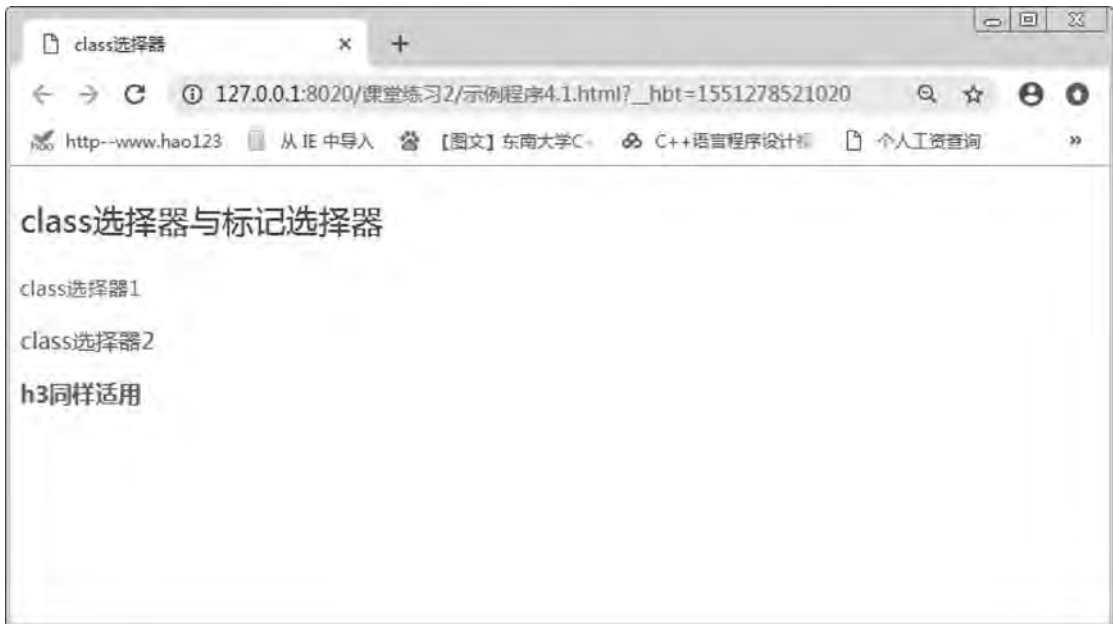 class选择器
127.0.0.1:8020/课堂练习2/示例程序4.1.html?__hbt=1551278521020
http--www.hao123 从 IE 中导入 【图文】东南大学C+ C++语言程序设计 个人工资查询 »
class选择器与标记选择器
class选择器1
class选择器2
h3同样适用